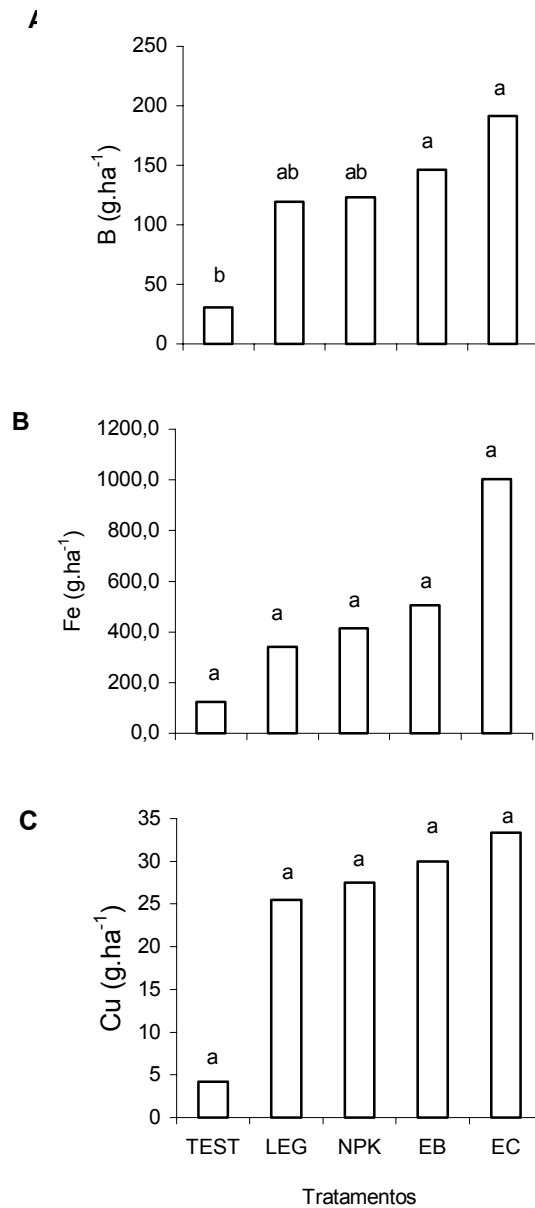 A
250
200
150
100
50
0
B (g.ha⁻¹)
b
ab
ab
a
a
B
1200,0
1000,0
800,0
600,0
400,0
200,0
0,0
Fe (g.ha⁻¹)
a
a
a
a
a
C
35
30
25
20
15
10
5
0
Cu (g.ha⁻¹)
a
a
a
a
a
TEST LEG NPK EB EC
Tratamentos